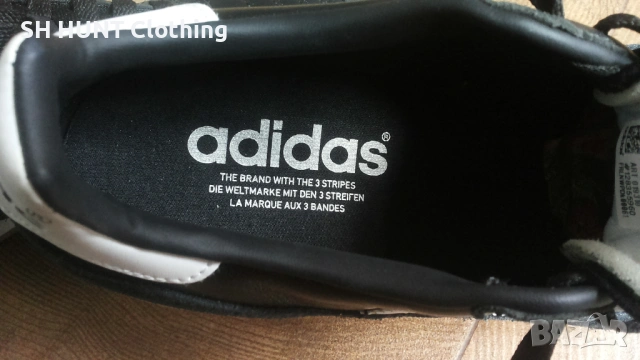 SH HUNT Clothing
adidas®
THE BRAND WITH THE 3 STRIPES
DIE WELTMARKE MIT DEN 3 STREIFEN
LA MARQUE AUX 3 BANDES
BAZAR